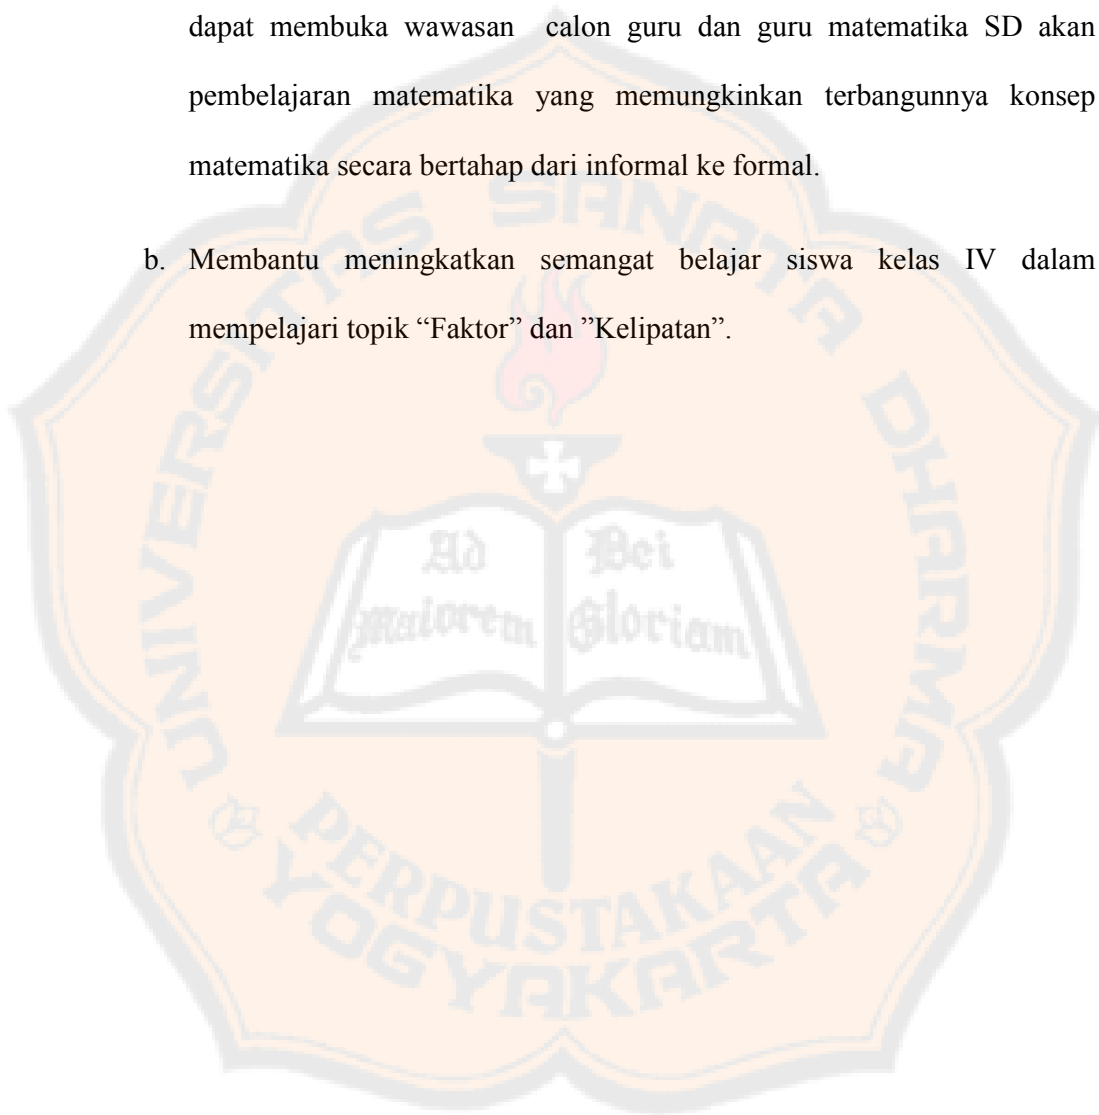 dapat membuka wawasan calon guru dan guru matematika SD akan
pembelajaran matematika yang memungkinkan terbangunnya konsep
matematika secara bertahap dari informal ke formal.
b. Membantu meningkatkan semangat belajar siswa kelas IV dalam
mempelajari topik “Faktor” dan ”Kelipatan”.
UNIVERSITAS SANATA DHARMA
Ad
maiorem
Dei
Gloriam
PERPUSTAKAAN
YOGYAKARTA